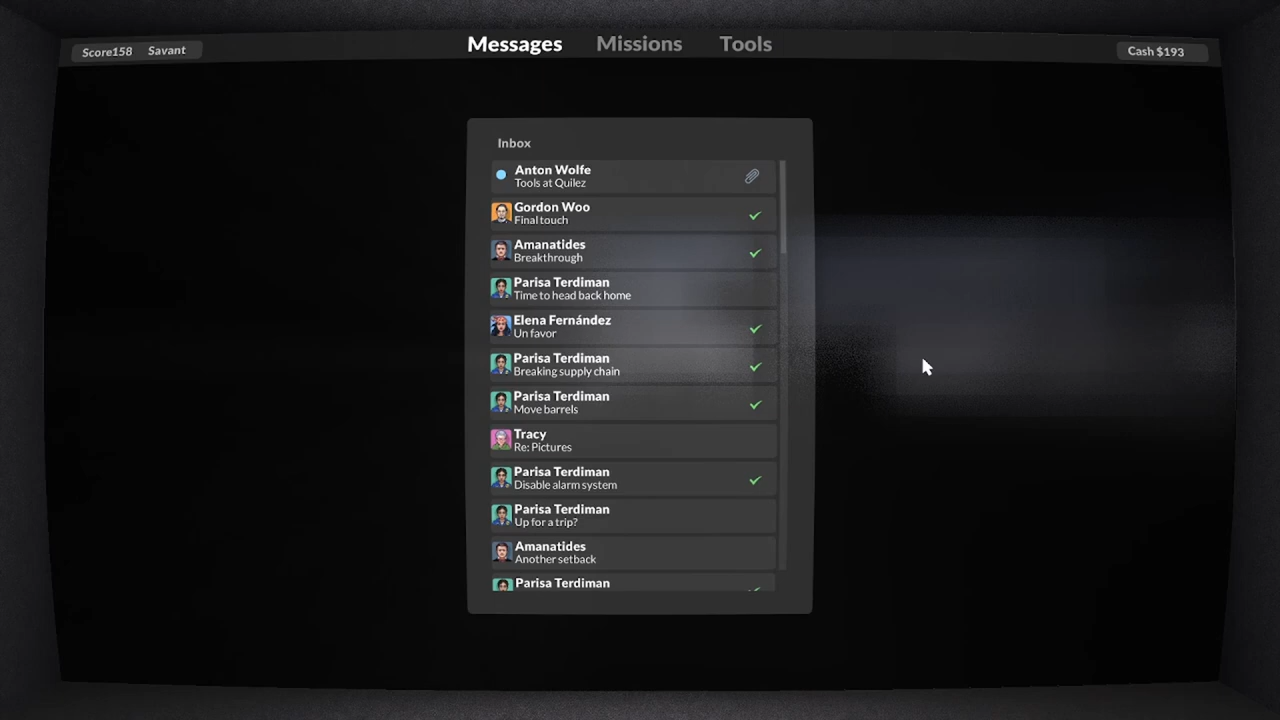 Score158 Savant
Messages Missions Tools
Cash $193
Inbox
Anton Wolfe
Tools at Quilez
Gordon Woo
Final touch
Amanatides
Breakthrough
Parisa Terdiman
Time to head back home
Elena Fernández
Un favor
Parisa Terdiman
Breaking supply chain
Parisa Terdiman
Move barrels
Tracy
Re: Pictures
Parisa Terdiman
Disable alarm system
Parisa Terdiman
Up for a trip?
Amanatides
Another setback
Parisa Terdiman